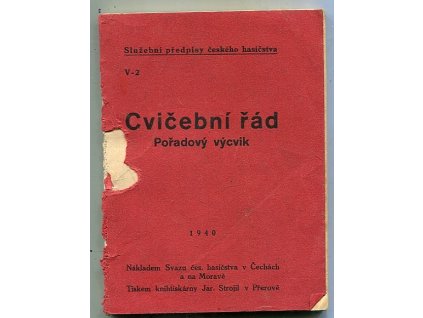 Služební předpisy českého hasičstva
V-2
Cvičební řád
Pořadový výcvik
1940
Nákladem Svazu čes. hasičstva v Čechách
a na Moravě
Tiskem knihtiskárny Jar. Strojil v Přerově